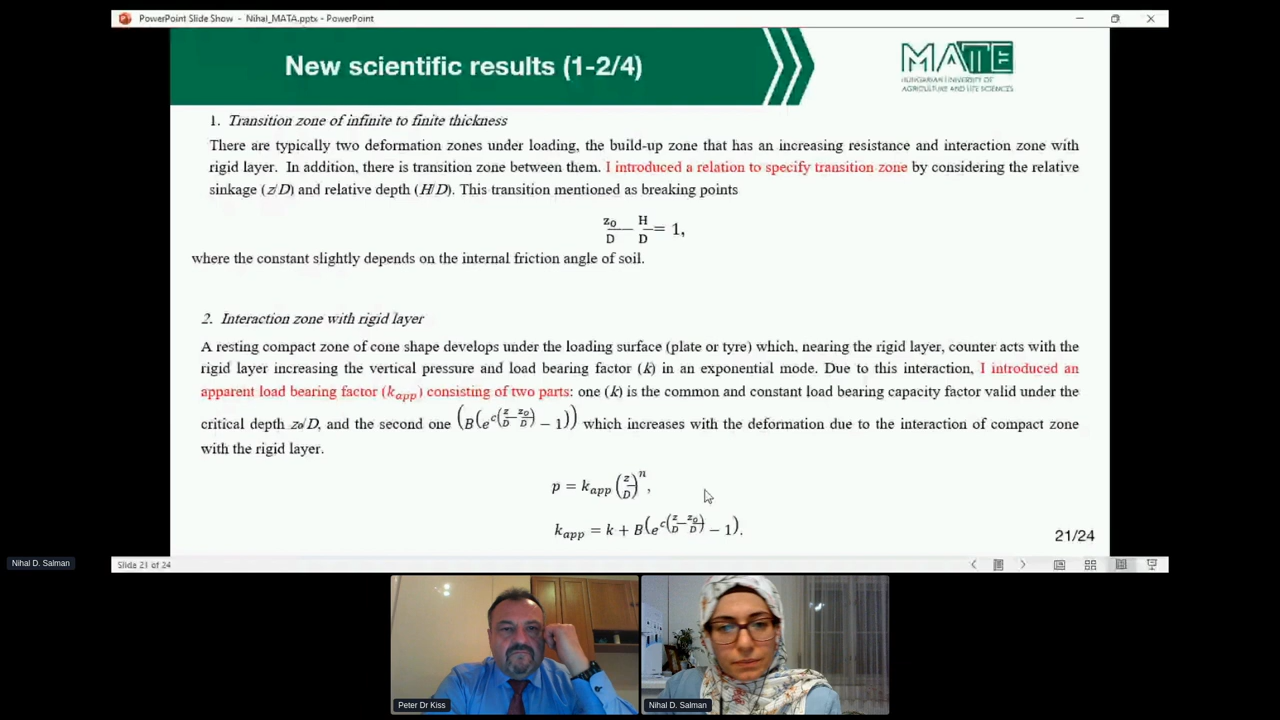 PowerPoint Slide Show - Nihal_MATA.pptx - PowerPoint
New scientific results (1-2/4)
MATE
HUNGARIAN UNIVERSITY OF
AGRICULTURE AND LIFE SCIENCES
1. Transition zone of infinite to finite thickness
There are typically two deformation zones under loading, the build-up zone that has an increasing resistance and interaction zone with
rigid layer. In addition, there is transition zone between them. I introduced a relation to specify transition zone by considering the relative
sinkage (z/D) and relative depth (H/D). This transition mentioned as breaking points
z₀/D − H/D = 1,
where the constant slightly depends on the internal friction angle of soil.
2. Interaction zone with rigid layer
A resting compact zone of cone shape develops under the loading surface (plate or tyre) which, nearing the rigid layer, counter acts with the
rigid layer increasing the vertical pressure and load bearing factor (k) in an exponential mode. Due to this interaction, I introduced an
apparent load bearing factor (k_app) consisting of two parts: one (k) is the common and constant load bearing capacity factor valid under the
critical depth z₀/D, and the second one (B(e^c(z/D − z₀/D) − 1)) which increases with the deformation due to the interaction of compact zone
with the rigid layer.
p = k_app (z/D)^n,
k_app = k + B(e^c(z/D − z₀/D) − 1).
21/24
Nihal D. Salman
Slide 21 of 24
Peter Dr Kiss
Nihal D. Salman